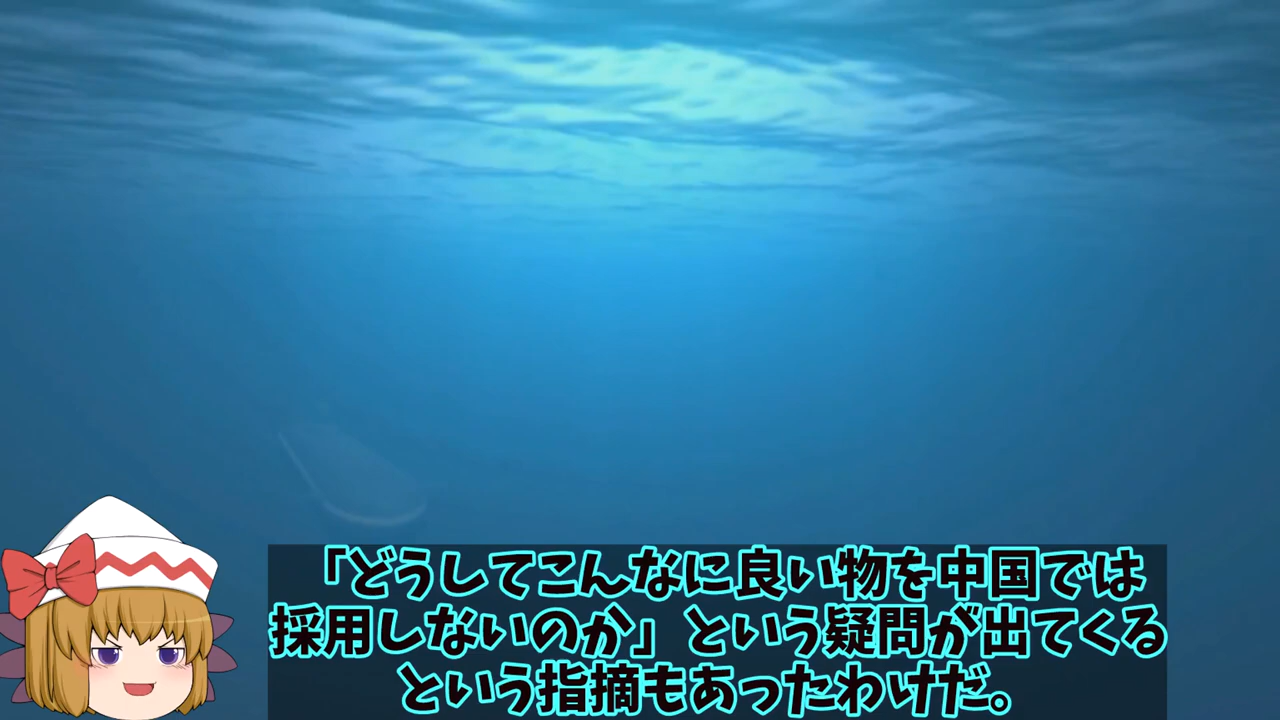 「どうしてこんなに良い物を中国では
採用しないのか」という疑問が出てくる
という指摘もあったわけだ。